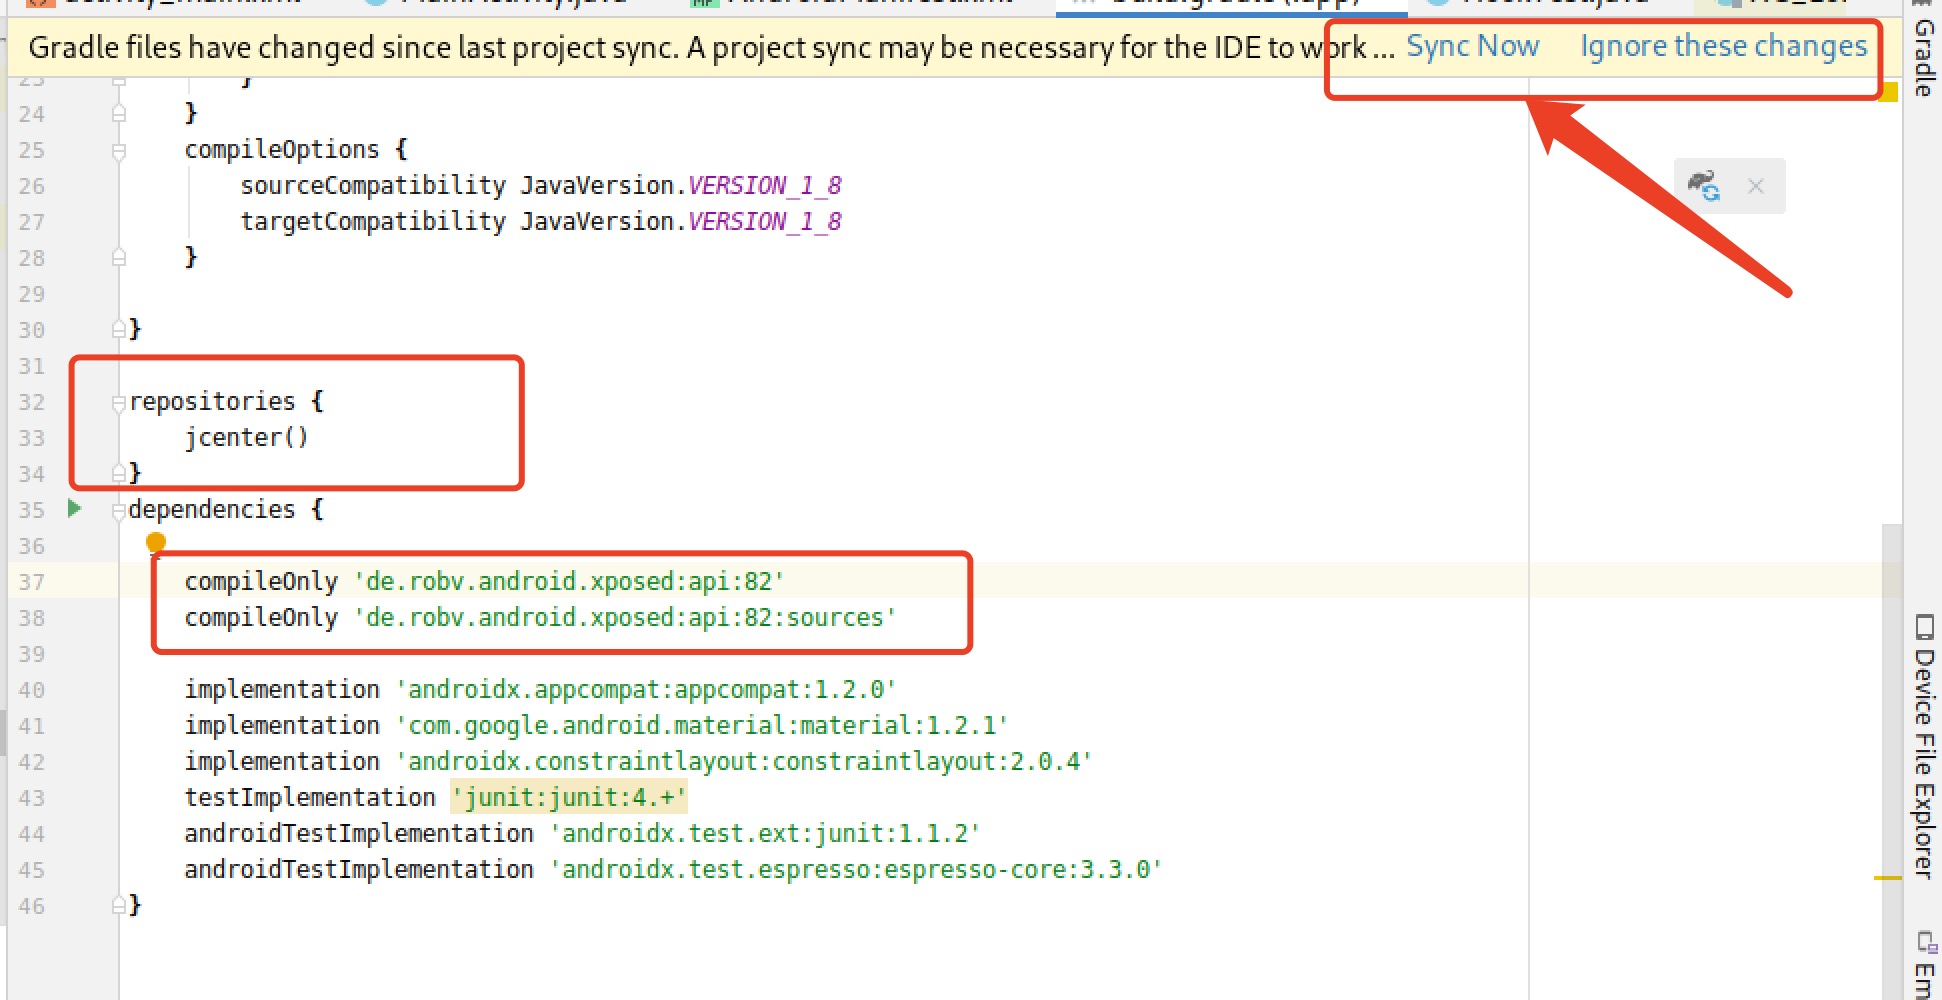 Gradle files have changed since last project sync. A project sync may be necessary for the IDE to work ... Sync Now Ignore these changes
23 }
24 }
25 compileOptions {
26 sourceCompatibility JavaVersion.VERSION_1_8
27 targetCompatibility JavaVersion.VERSION_1_8
28 }
29
30 }
31
32 repositories {
33 jcenter()
34 }
35 dependencies {
36
37 compileOnly 'de.robv.android.xposed:api:82'
38 compileOnly 'de.robv.android.xposed:api:82:sources'
39
40 implementation 'androidx.appcompat:appcompat:1.2.0'
41 implementation 'com.google.android.material:material:1.2.1'
42 implementation 'androidx.constraintlayout:constraintlayout:2.0.4'
43 testImplementation 'junit:junit:4.+'
44 androidTestImplementation 'androidx.test.ext:junit:1.1.2'
45 androidTestImplementation 'androidx.test.espresso:espresso-core:3.3.0'
46 }
Gradle
Device File Explorer
Em